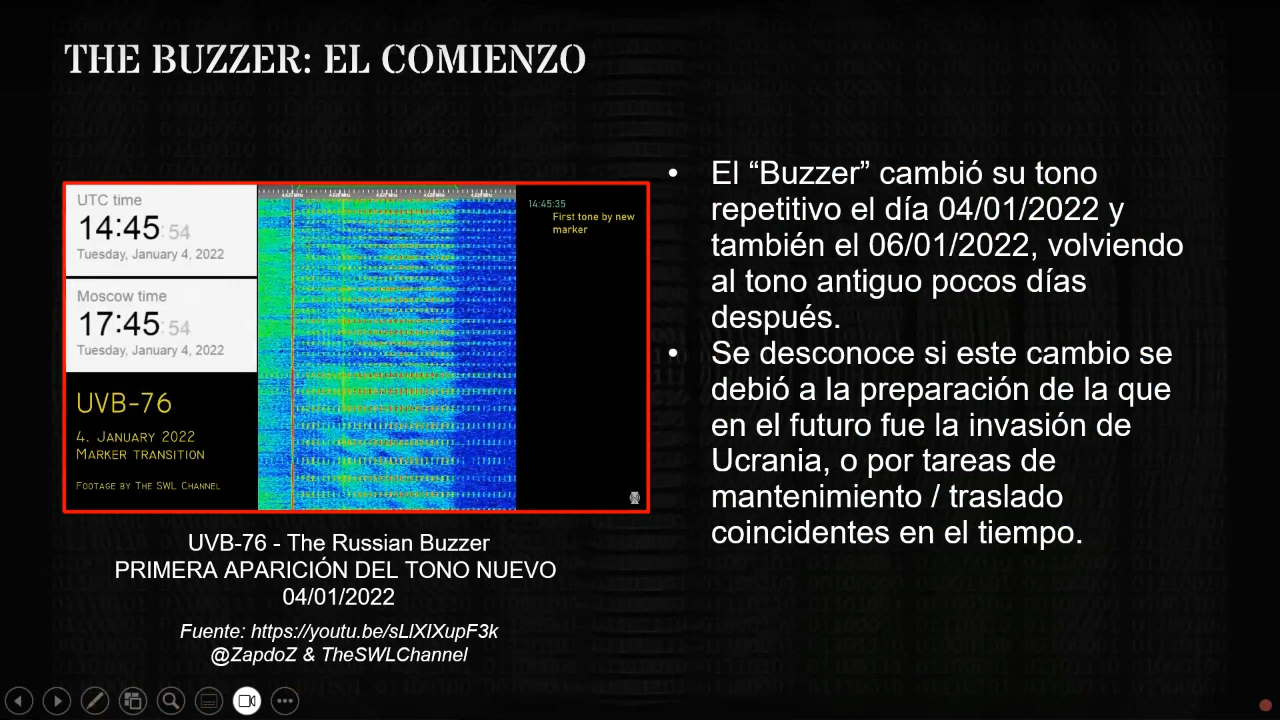 THE BUZZER: EL COMIENZO
UTC time
14:45:54
Tuesday, January 4, 2022
Moscow time
17:45:54
Tuesday, January 4, 2022
UVB-76
4. January 2022
Marker transition
Footage by The SWL Channel
14:45:35
First tone by new
marker
UVB-76 - The Russian Buzzer
PRIMERA APARICIÓN DEL TONO NUEVO
04/01/2022
Fuente: https://youtu.be/sLlXIXupF3k
@ZapdoZ & TheSWLChannel
• El “Buzzer” cambió su tono
repetitivo el día 04/01/2022 y
también el 06/01/2022, volviendo
al tono antiguo pocos días
después.
• Se desconoce si este cambio se
debió a la preparación de la que
en el futuro fue la invasión de
Ucrania, o por tareas de
mantenimiento / traslado
coincidentes en el tiempo.